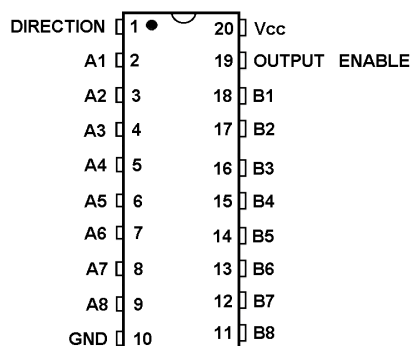 DIRECTION 1 20 Vcc
A1 2 19 OUTPUT ENABLE
A2 3 18 B1
A3 4 17 B2
A4 5 16 B3
A5 6 15 B4
A6 7 14 B5
A7 8 13 B6
A8 9 12 B7
GND 10 11 B8